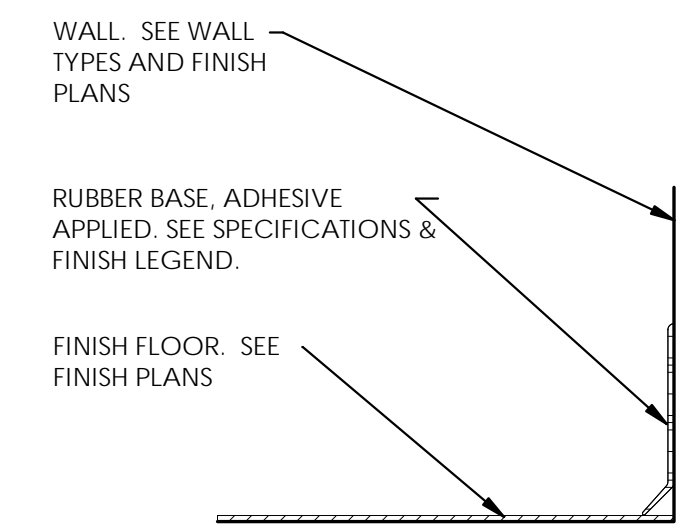 WALL. SEE WALL
TYPES AND FINISH
PLANS
RUBBER BASE, ADHESIVE
APPLIED. SEE SPECIFICATIONS &
FINISH LEGEND.
FINISH FLOOR. SEE
FINISH PLANS